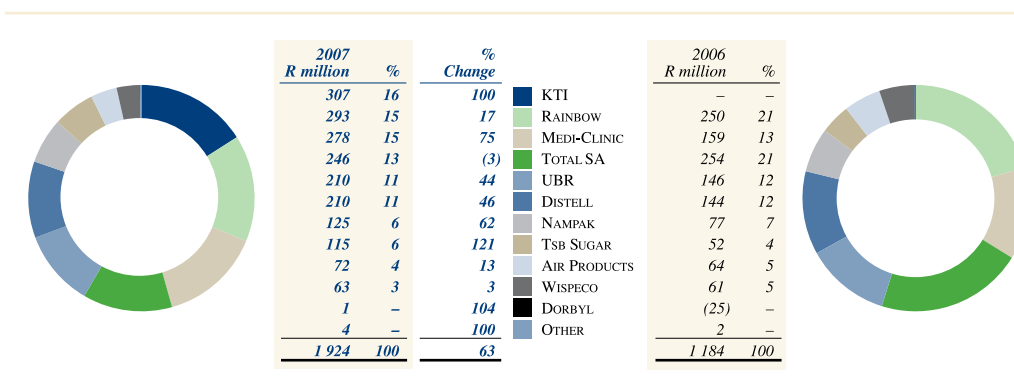 2007 % 2006
R million % Change R million %
307 16 100 KTI – –
293 15 17 RAINBOW 250 21
278 15 75 MEDI-CLINIC 159 13
246 13 (3) TOTAL SA 254 21
210 11 44 UBR 146 12
210 11 46 DISTELL 144 12
125 6 62 NAMPAK 77 7
115 6 121 TSB SUGAR 52 4
72 4 13 AIR PRODUCTS 64 5
63 3 3 WISPECO 61 5
1 – 104 DORBYL (25) –
4 – 100 OTHER 2 –
1 924 100 63 1 184 100